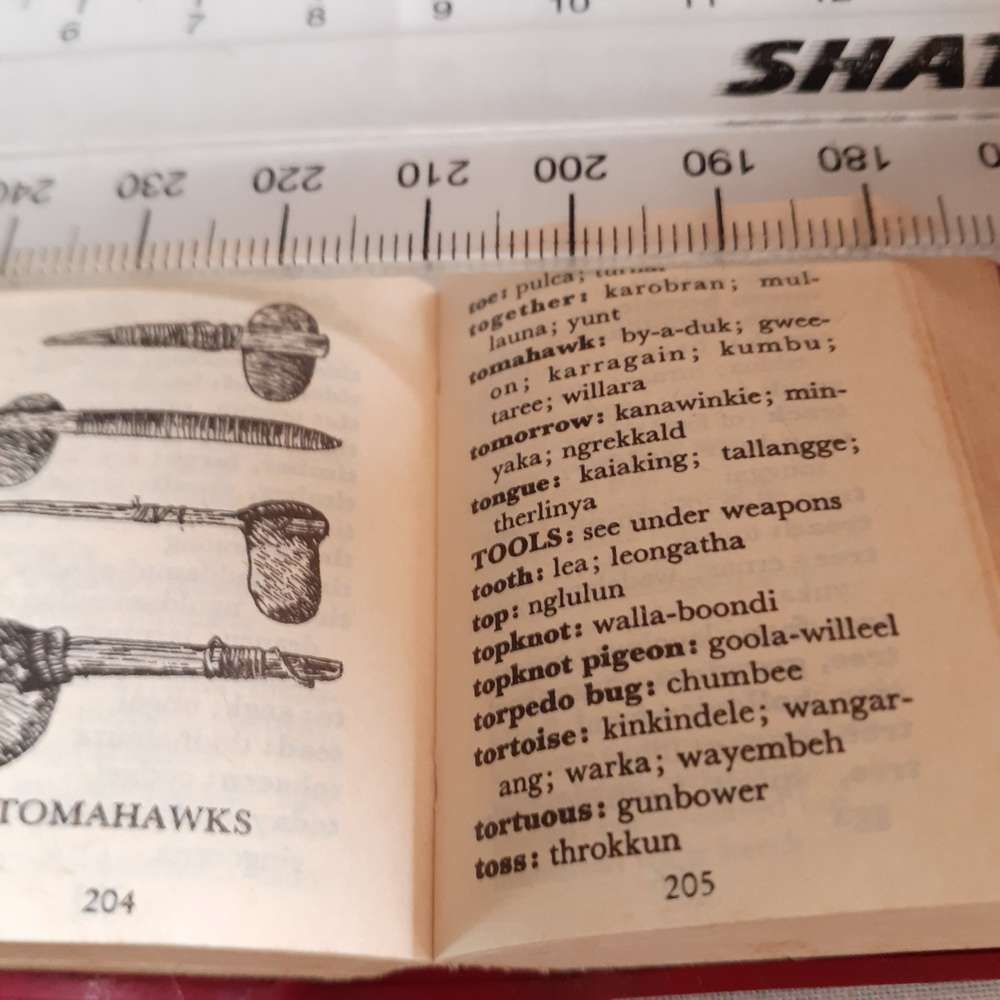 6 7 8 9 10 11 12
SHAT
240 230 220 210 200 190 180
TOMAHAWKS
204
toe: pulca;
together: karobran; mul-
launa; yunt
tomahawk: by-a-duk; gwee-
on; karragain; kumbu;
taree; willara
tomorrow: kanawinkie; min-
yaka; ngrekkald
tongue: kaiaking; tallangge;
therlinya
TOOLS: see under weapons
tooth: lea; leongatha
top: nglulun
topknot: walla-boondi
topknot pigeon: goola-willeel
torpedo bug: chumbee
tortoise: kinkindele; wangar-
ang; warka; wayembeh
tortuous: gunbower
toss: throkkun
205